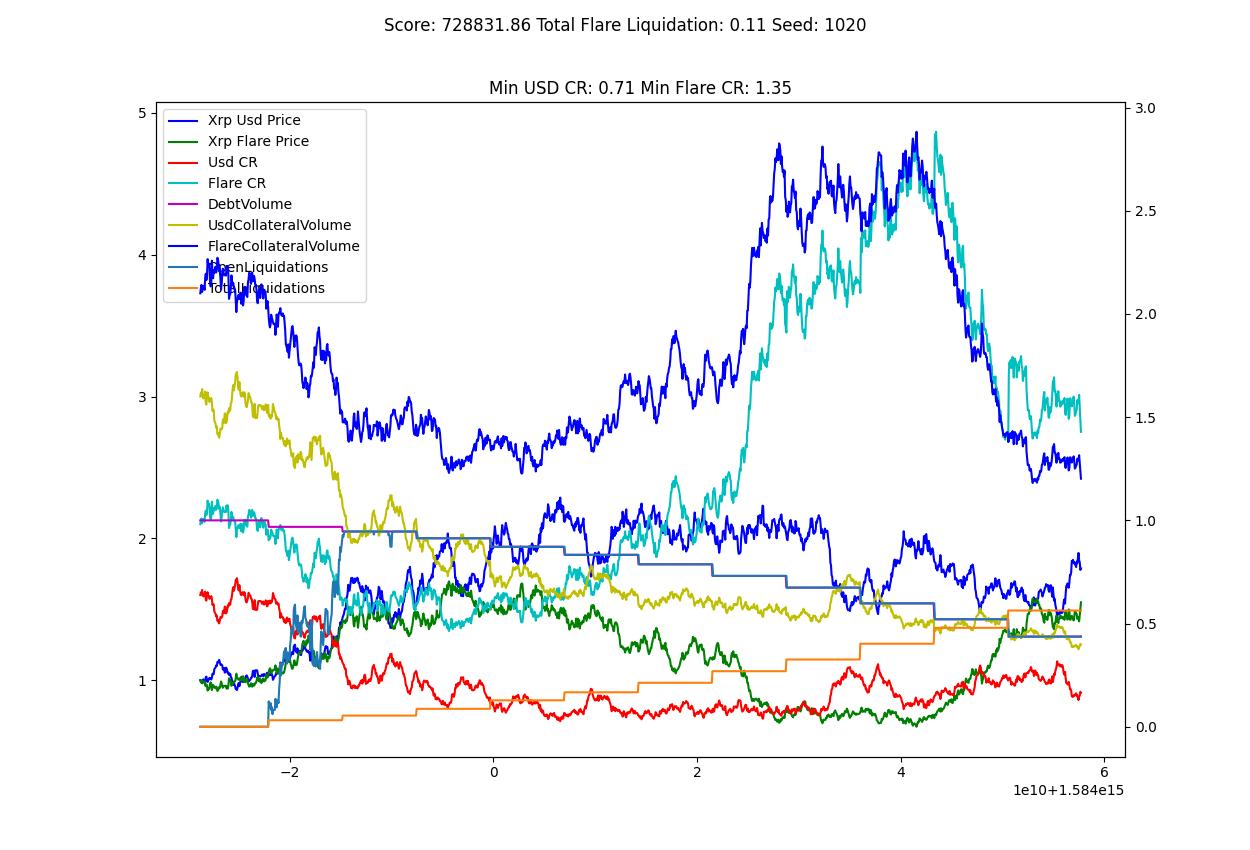 Score: 728831.86 Total Flare Liquidation: 0.11 Seed: 1020
Min USD CR: 0.71 Min Flare CR: 1.35
Xrp Usd Price
Xrp Flare Price
Usd CR
Flare CR
DebtVolume
UsdCollateralVolume
FlareCollateralVolume
OpenLiquidations
TotalLiquidations
5
4
3
2
1
3.0
2.5
2.0
1.5
1.0
0.5
0.0
−2
0
2
4
6
1e10+1.584e15